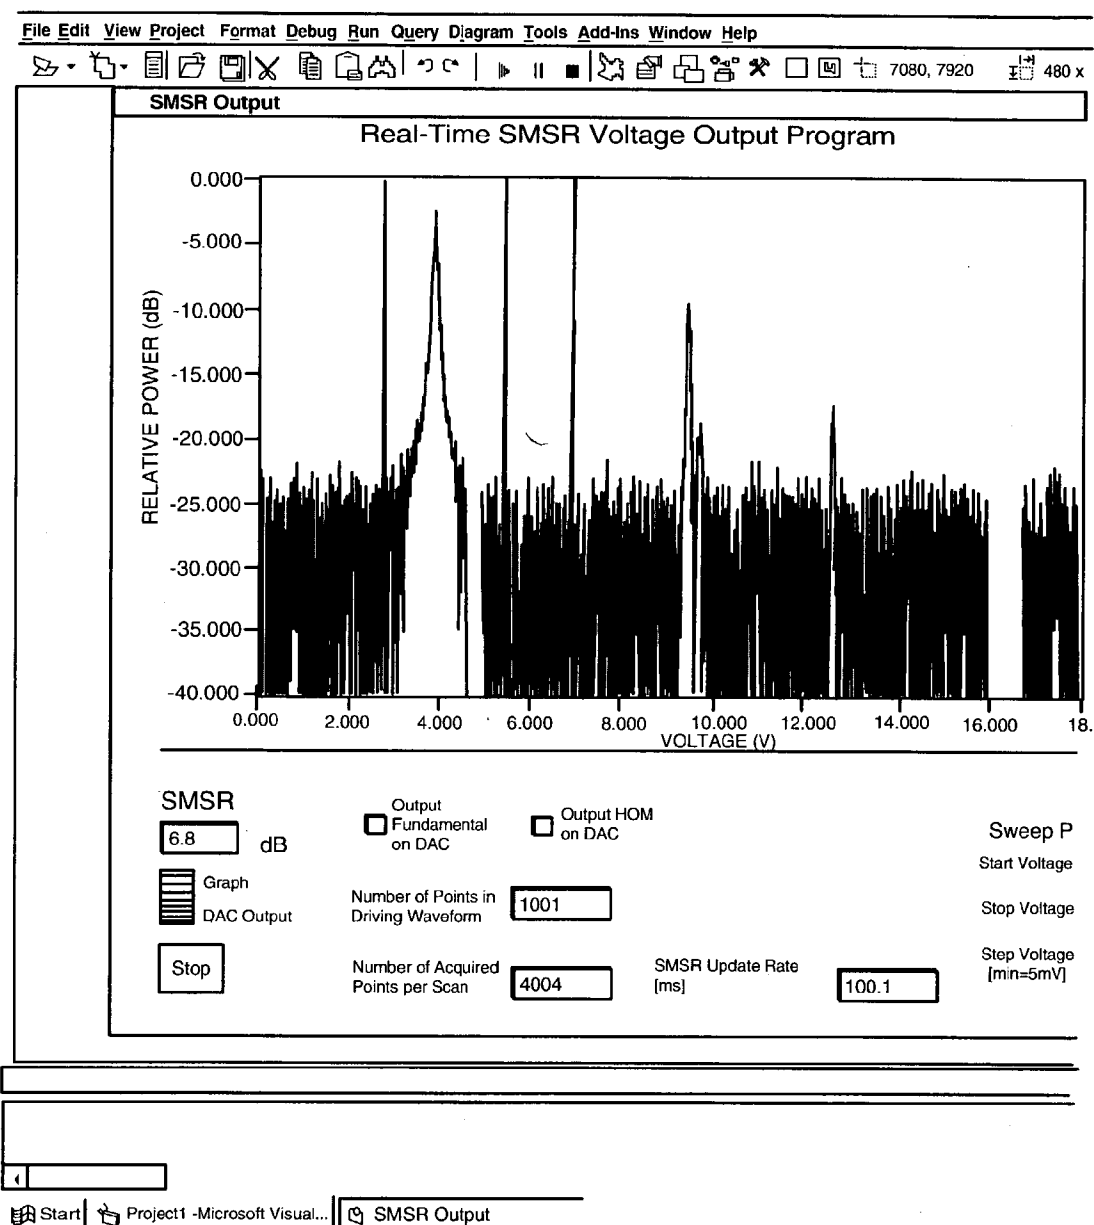 File Edit View Project Format Debug Run Query Diagram Tools Add-Ins Window Help
7080, 7920 480 x
SMSR Output
Real-Time SMSR Voltage Output Program
RELATIVE POWER (dB)
0.000
-5.000
-10.000
-15.000
-20.000
-25.000
-30.000
-35.000
-40.000
0.000 2.000 4.000 6.000 8.000 10.000 12.000 14.000 16.000 18.
VOLTAGE (V)
SMSR
6.8 dB
Graph
DAC Output
Stop
Output
Fundamental
on DAC
Output HOM
on DAC
Number of Points in
Driving Waveform
1001
Number of Acquired
Points per Scan
4004
SMSR Update Rate
[ms]
100.1
Sweep P
Start Voltage
Stop Voltage
Step Voltage
[min=5mV]
Start Project1 -Microsoft Visual... SMSR Output